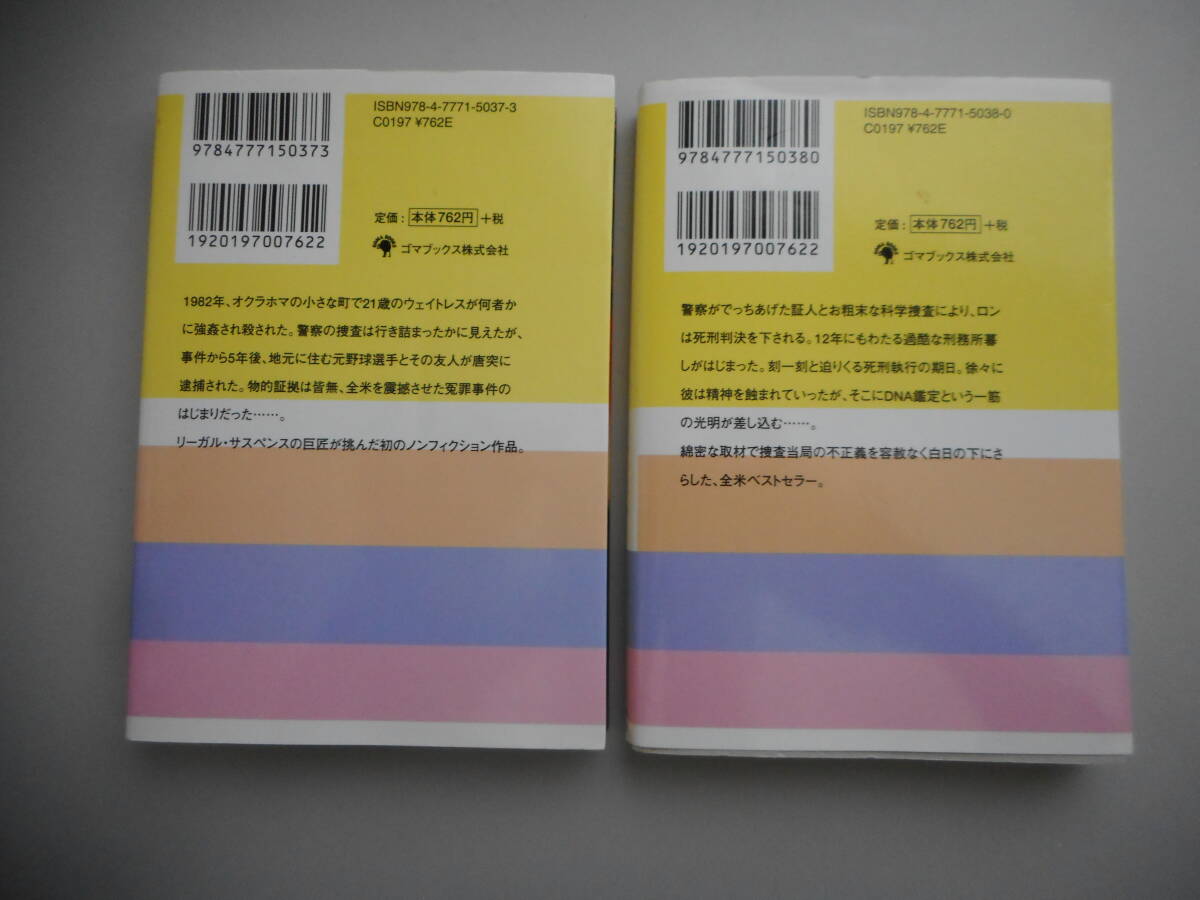 ISBN978-4-7771-5037-3
C0197 ¥762E
9784777150373
定価：本体762円+税
1920197007622
ゴマブックス株式会社
1982年、オクラホマの小さな町で21歳のウェイトレスが何者か
に強姦され殺された。警察の捜査は行き詰まったかに見えたが、
事件から5年後、地元に住む元野球選手とその友人が唐突に
逮捕された。物的証拠は皆無、全米を震撼させた冤罪事件の
はじまりだった……。
リーガル・サスペンスの巨匠が挑んだ初のノンフィクション作品。
ISBN978-4-7771-5038-0
C0197 ¥762E
9784777150380
定価：本体762円+税
1920197007622
ゴマブックス株式会社
警察がでっちあげた証人とお粗末な科学捜査により、ロン
は死刑判決を下される。12年にもわたる過酷な刑務所暮
しがはじまった。刻一刻と迫りくる死刑執行の期日。徐々に
彼は精神を蝕まれていったが、そこにDNA鑑定という一筋
の光明が差し込む……。
綿密な取材で捜査当局の不正義を容赦なく白日の下にさ
らした、全米ベストセラー。